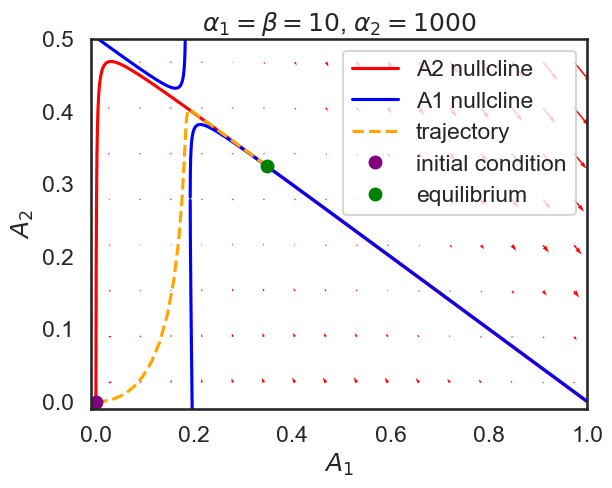 α₁ = β = 10, α₂ = 1000
0.5
0.4
0.3
0.2
0.1
0.0
A₂
A2 nullcline
A1 nullcline
trajectory
initial condition
equilibrium
0.0 0.2 0.4 0.6 0.8 1.0
A₁